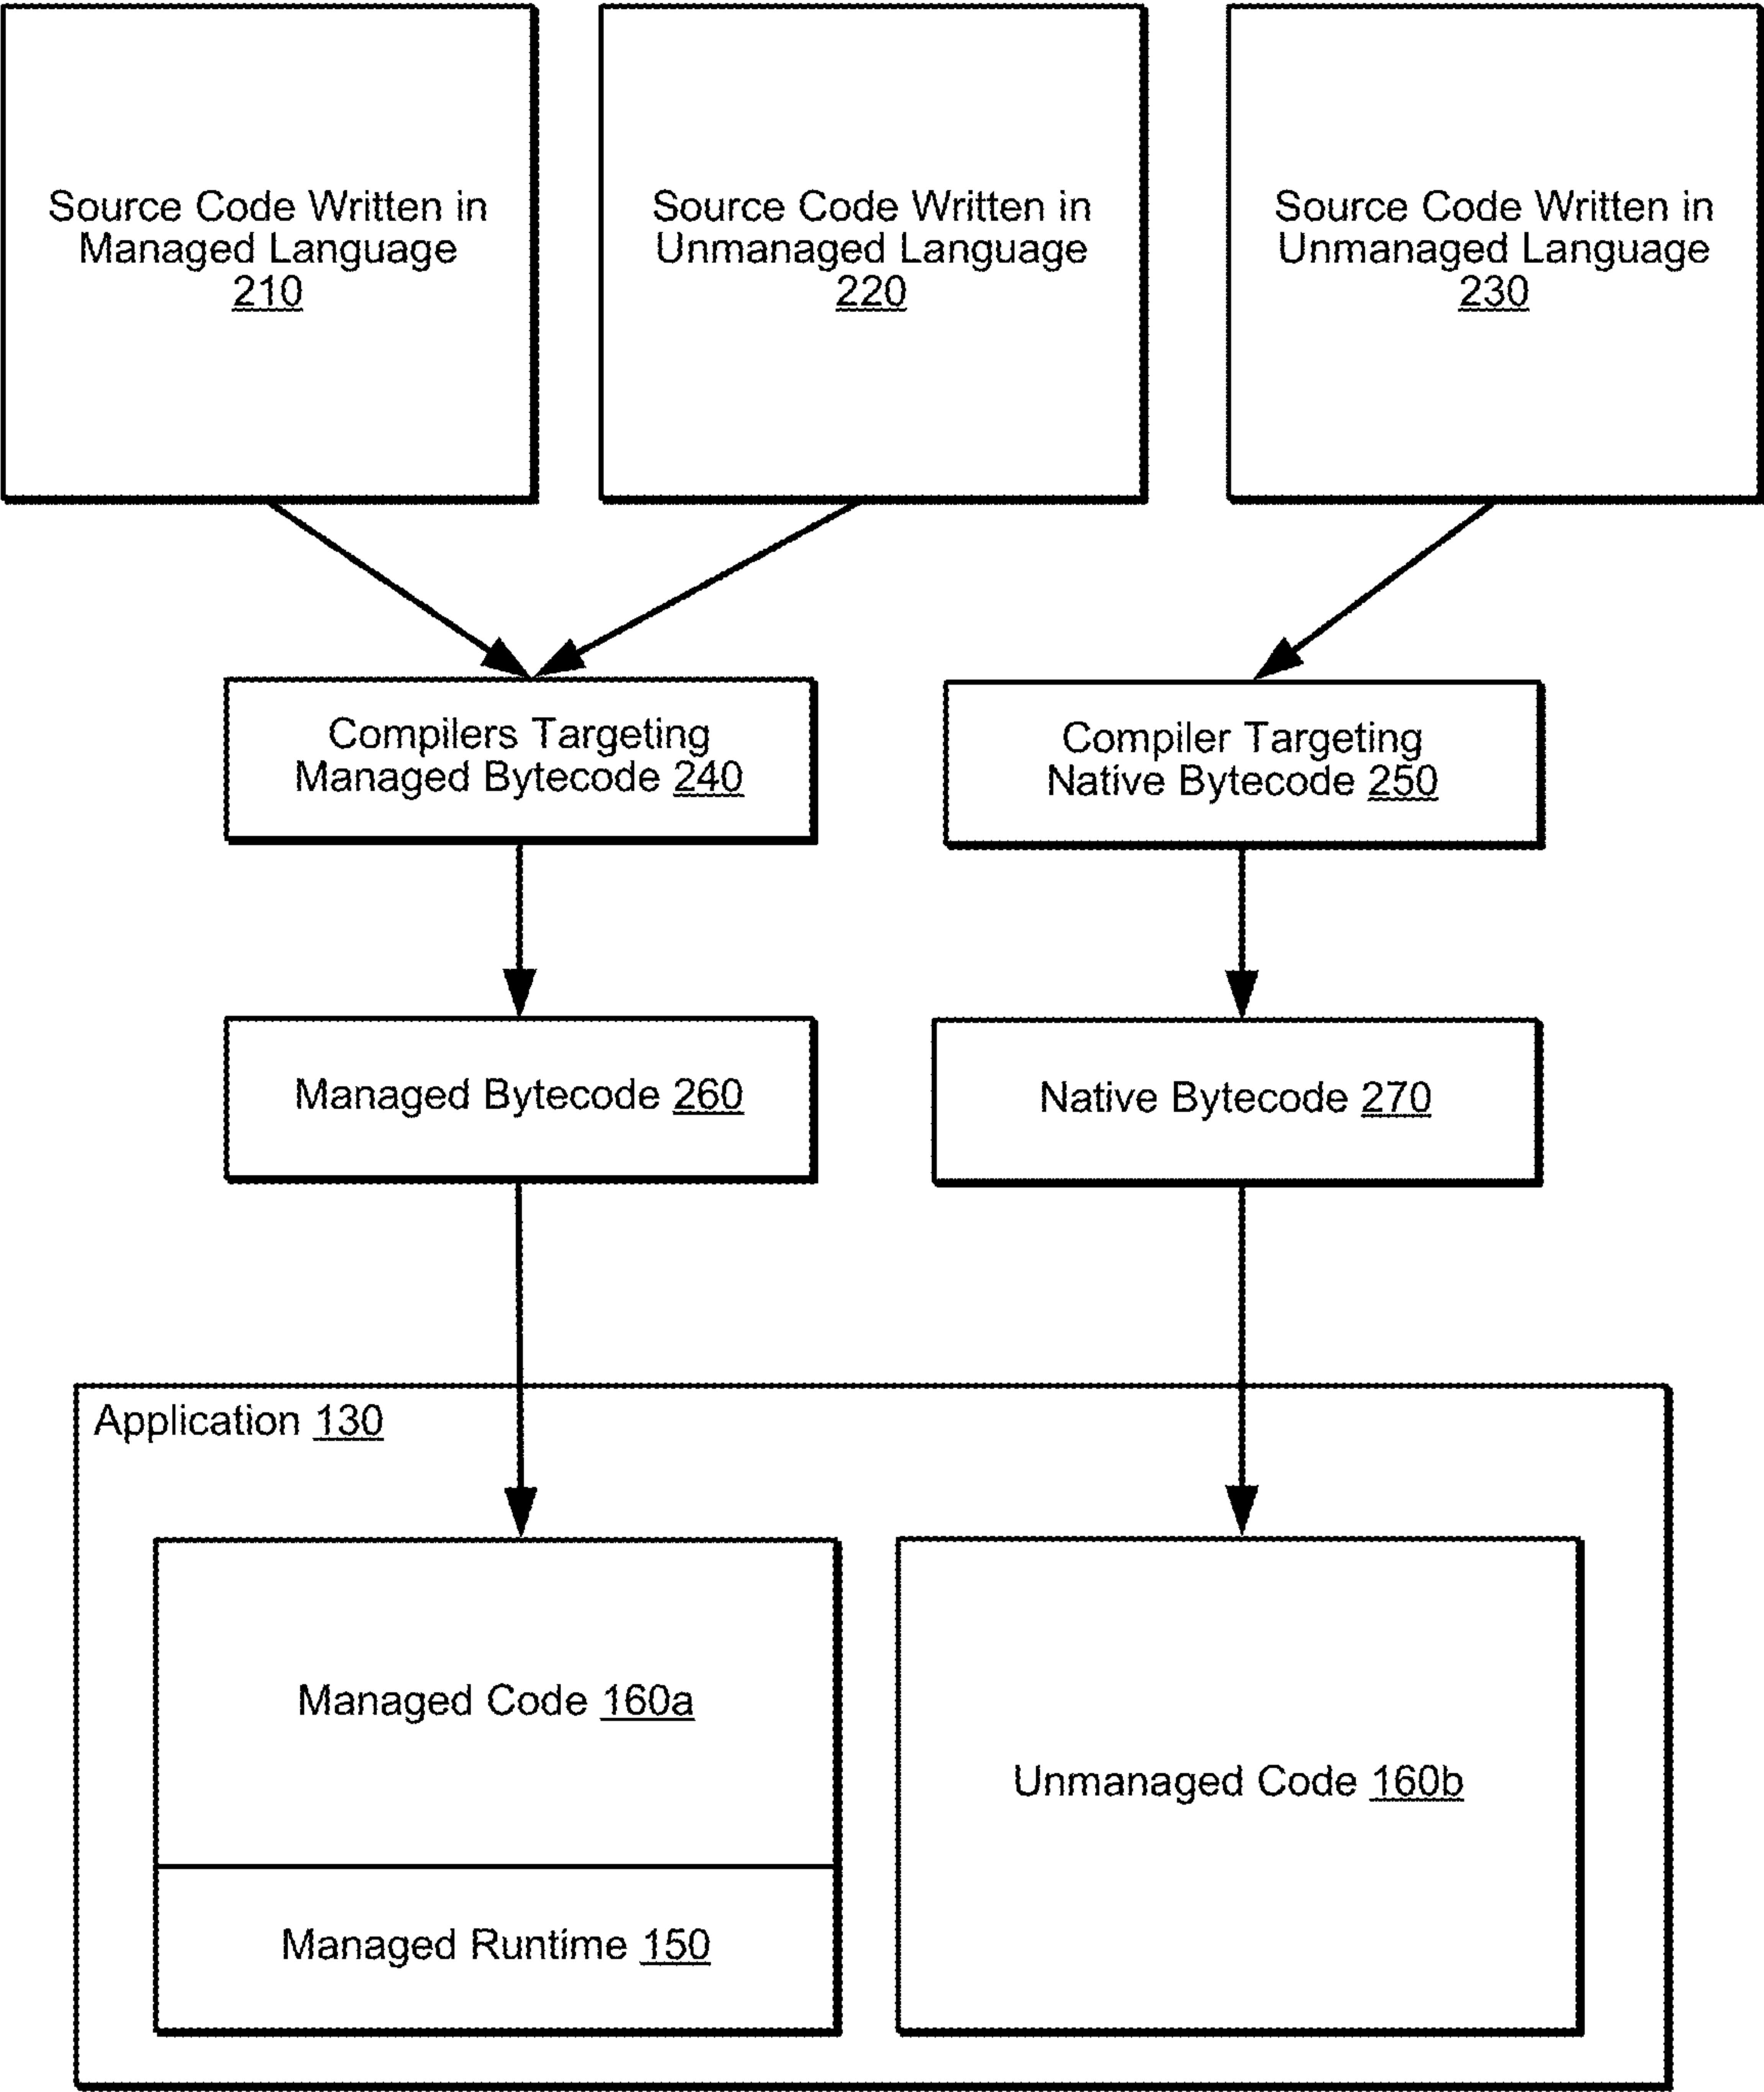 Source Code Written in
Managed Language
210
Source Code Written in
Unmanaged Language
220
Source Code Written in
Unmanaged Language
230
Compilers Targeting
Managed Bytecode 240
Compiler Targeting
Native Bytecode 250
Managed Bytecode 260
Native Bytecode 270
Application 130
Managed Code 160a
Unmanaged Code 160b
Managed Runtime 150